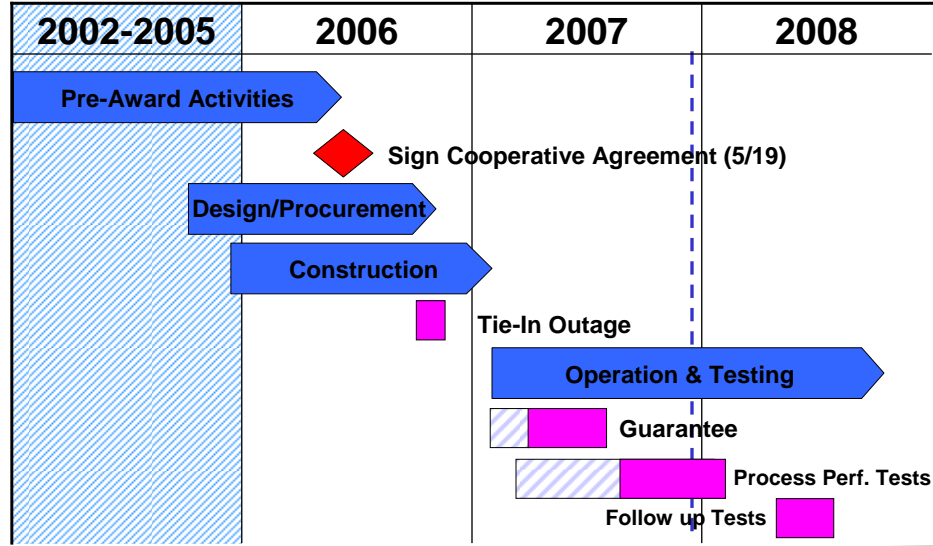 2002-2005 2006 2007 2008
Pre-Award Activities
Sign Cooperative Agreement (5/19)
Design/Procurement
Construction
Tie-In Outage
Operation & Testing
Guarantee
Process Perf. Tests
Follow up Tests